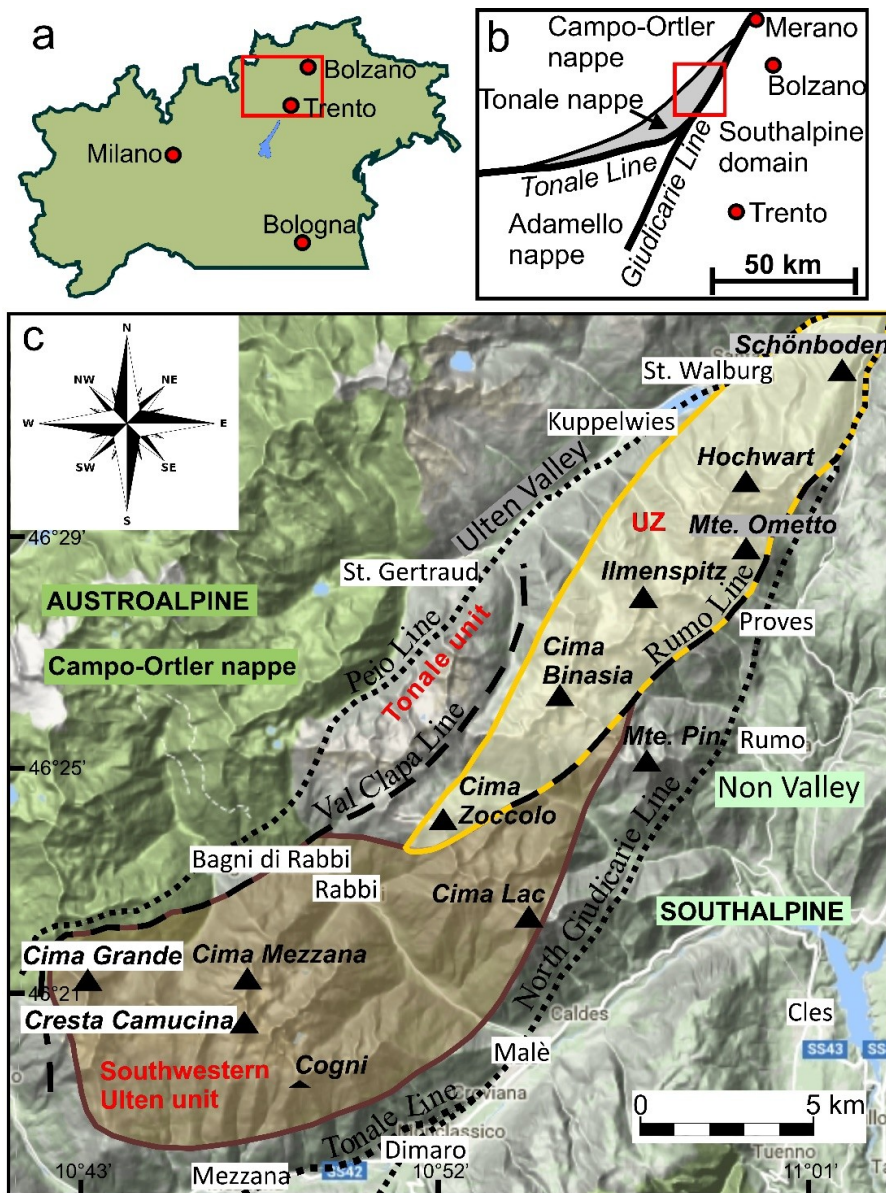 a
Bolzano
Trento
Milano
Bologna
b
Campo-Ortler
nappe
Merano
Bolzano
Tonale nappe
Southalpine
domain
Tonale Line
Giudicarie Line
Adamello
nappe
Trento
50 km
c
N
NW
NE
W
E
SW
SE
S
Schönboden
St. Walburg
Kuppelwies
Ulten Valley
Hochwart
UZ
Mte. Ometto
46°29'
St. Gertraud
Ilmenspitz
AUSTROALPINE
Rumo Line
Proves
Peio Line
Tonale unit
Campo-Ortler nappe
Cima
Binasia
Mte. Pin
Rumo
46°25'
Val Clapa Line
Non Valley
Cima
Zoccolo
Bagni di Rabbi
Rabbi
Cima Lac
North Giudicarie Line
SOUTHALPINE
Cima Grande
Cima Mezzana
46°21'
Caldes
Cles
Cresta Camucina
SS43
Malè
Southwestern
Ulten unit
Cogni
0
5 km
Tonale Line
Dimaro
Mezzana
SS42
Tuenno
10°43'
10°52'
11°01'